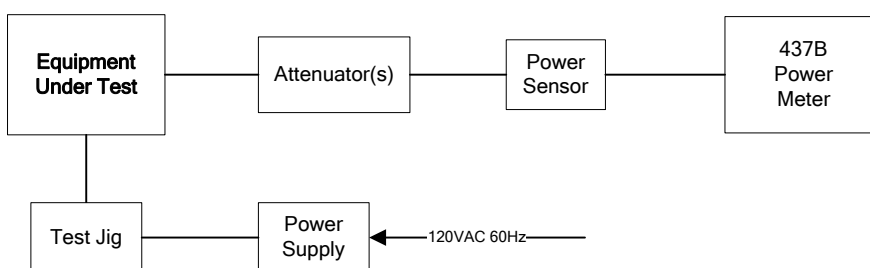 Equipment
Under Test
Attenuator(s)
Power
Sensor
437B
Power
Meter
Test Jig
Power
Supply
120VAC 60Hz